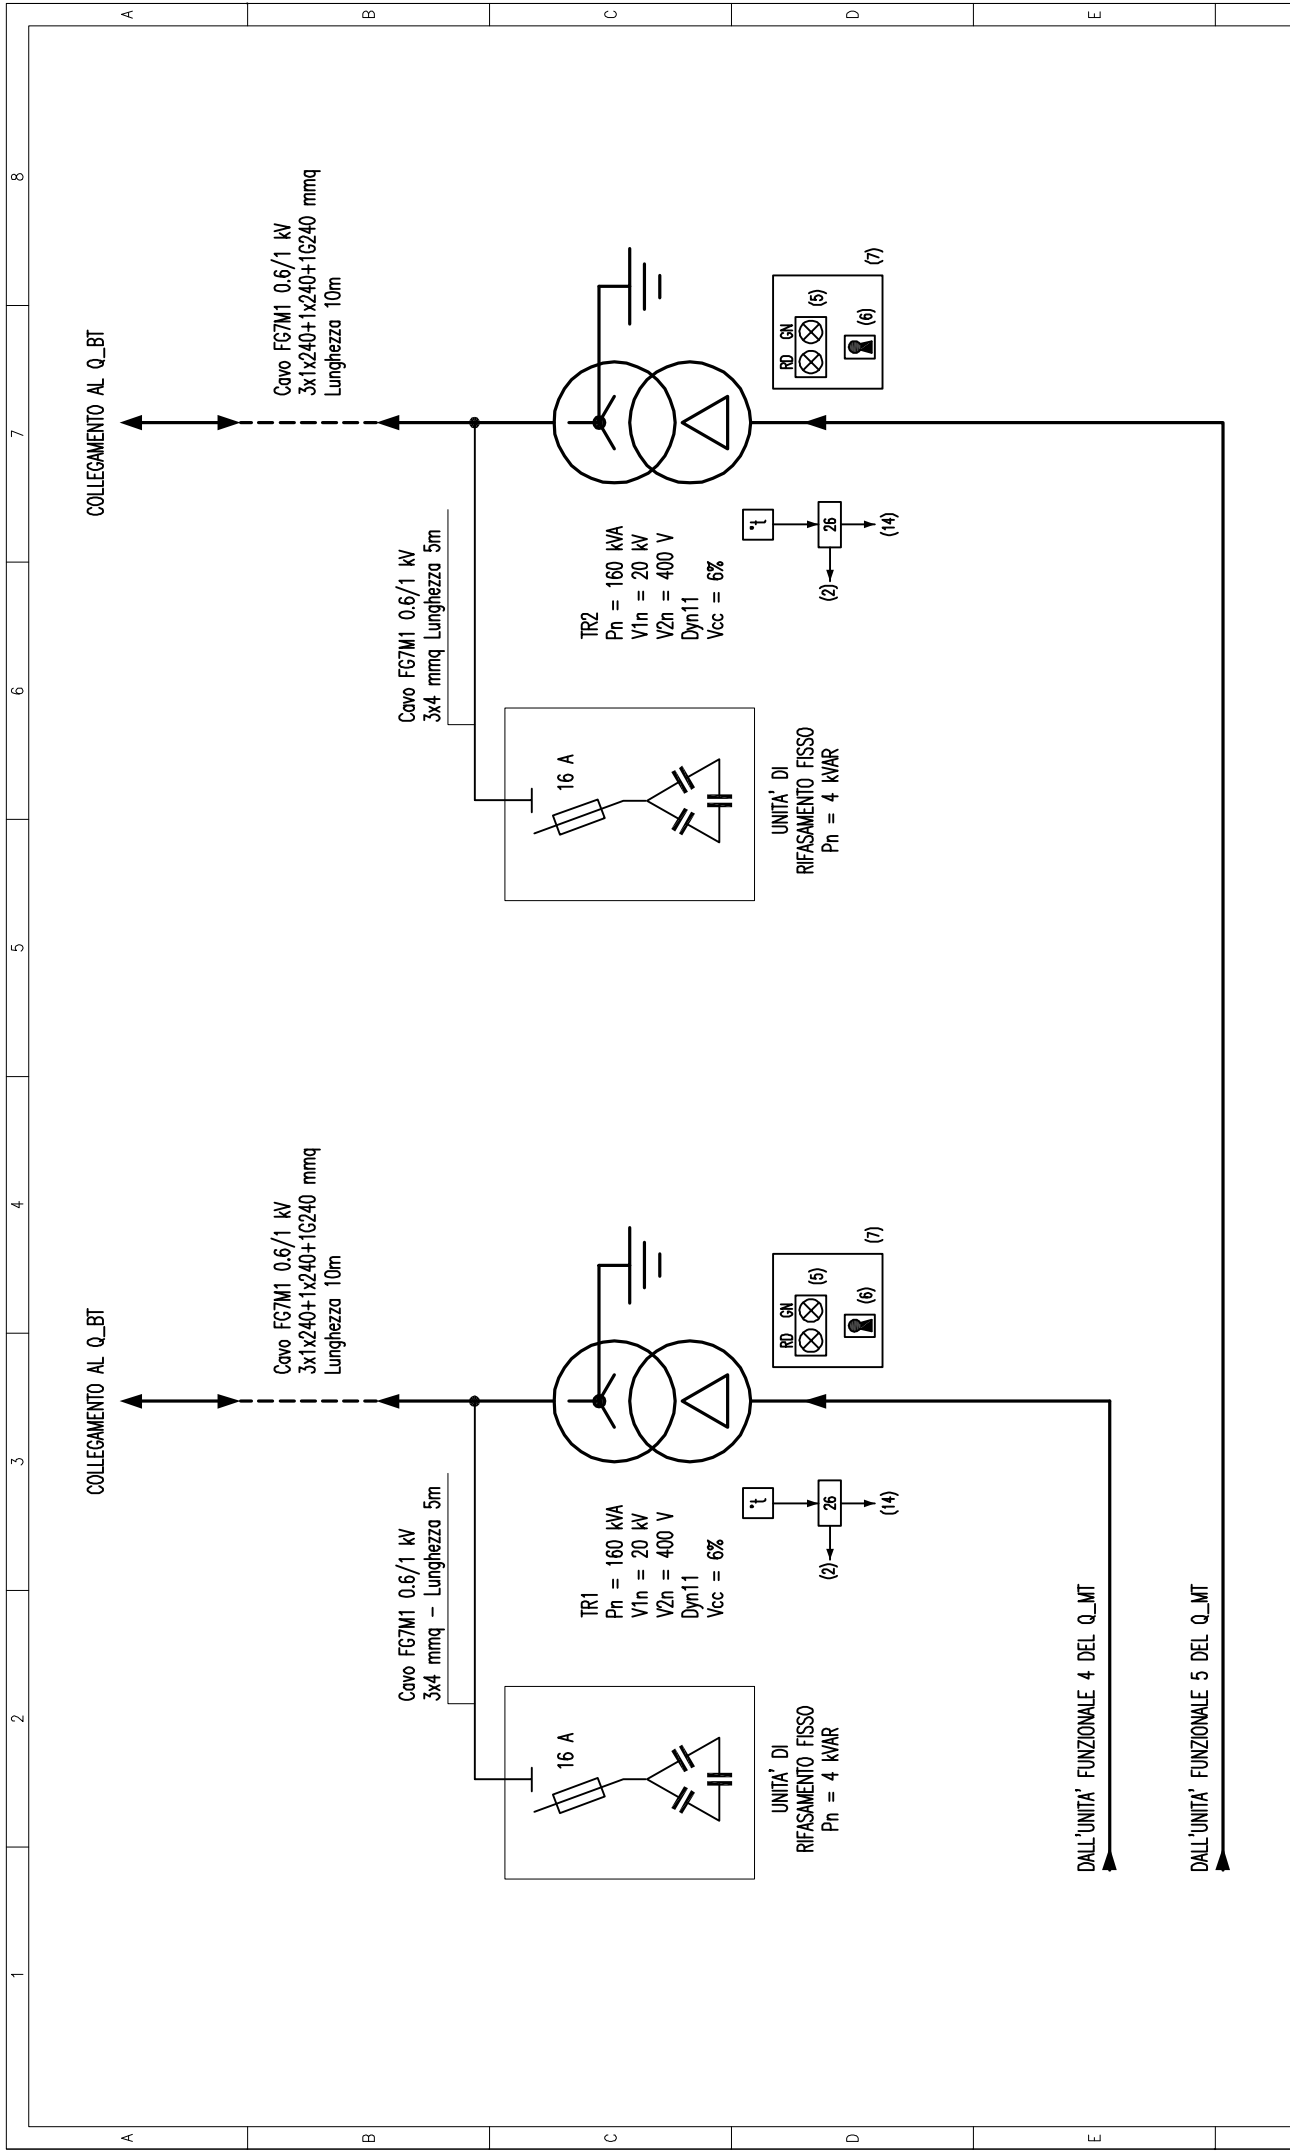 1
2
3
4
5
6
7
8
A
A
B
B
C
C
D
D
E
E
COLLEGAMENTO AL Q_BT
Cavo FG7M1 0.6/1 kV
3x1x240+1x240+1G240 mmq
Lunghezza 10m
Cavo FG7M1 0.6/1 kV
3x4 mmq – Lunghezza 5m
16 A
UNITA' DI
RIFASAMENTO FISSO
Pn = 4 kVAR
TR1
Pn = 160 kVA
V1n = 20 kV
V2n = 400 V
Dyn11
Vcc = 6%
°t
26
(2)
(14)
RD GN
(5)
(6)
(7)
COLLEGAMENTO AL Q_BT
Cavo FG7M1 0.6/1 kV
3x1x240+1x240+1G240 mmq
Lunghezza 10m
Cavo FG7M1 0.6/1 kV
3x4 mmq Lunghezza 5m
16 A
UNITA' DI
RIFASAMENTO FISSO
Pn = 4 kVAR
TR2
Pn = 160 kVA
V1n = 20 kV
V2n = 400 V
Dyn11
Vcc = 6%
°t
26
(2)
(14)
RD GN
(5)
(6)
(7)
DALL'UNITA' FUNZIONALE 4 DEL Q_MT
DALL'UNITA' FUNZIONALE 5 DEL Q_MT